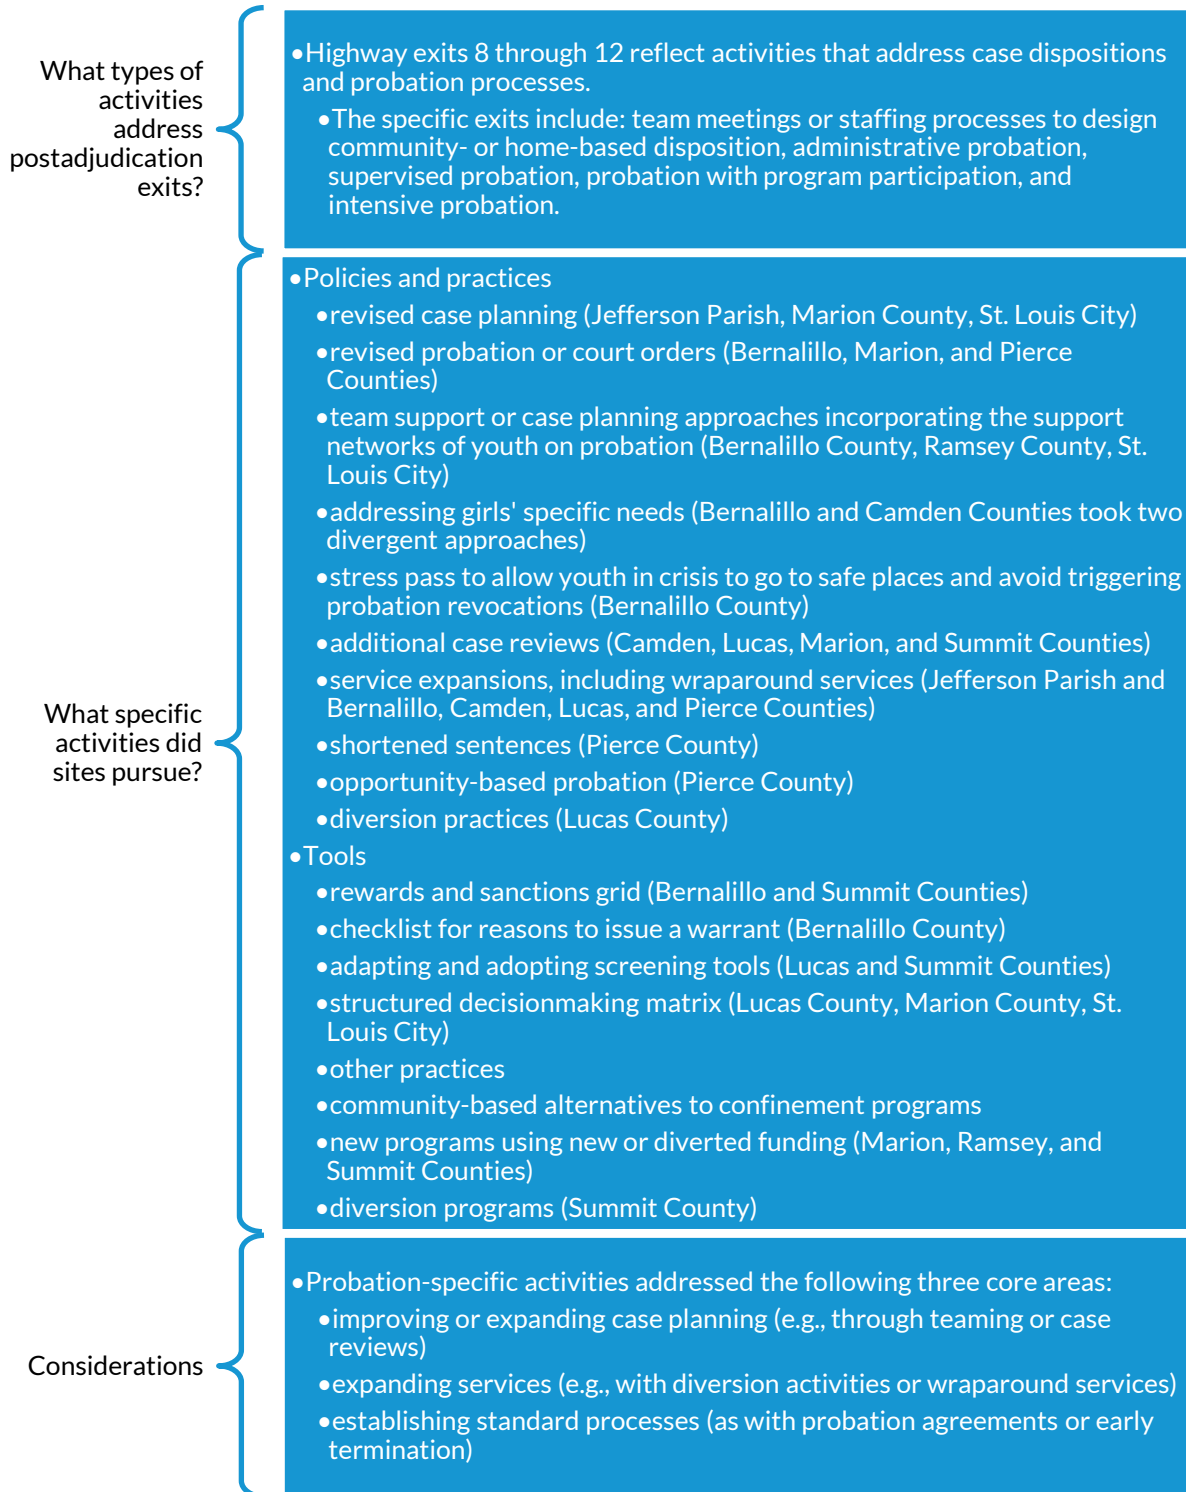 What types of
activities
address
postadjudication
exits?
•Highway exits 8 through 12 reflect activities that address case dispositions
and probation processes.
•The specific exits include: team meetings or staffing processes to design
community- or home-based disposition, administrative probation,
supervised probation, probation with program participation, and
intensive probation.
What specific
activities did
sites pursue?
•Policies and practices
•revised case planning (Jefferson Parish, Marion County, St. Louis City)
•revised probation or court orders (Bernalillo, Marion, and Pierce
Counties)
•team support or case planning approaches incorporating the support
networks of youth on probation (Bernalillo County, Ramsey County, St.
Louis City)
•addressing girls' specific needs (Bernalillo and Camden Counties took two
divergent approaches)
•stress pass to allow youth in crisis to go to safe places and avoid triggering
probation revocations (Bernalillo County)
•additional case reviews (Camden, Lucas, Marion, and Summit Counties)
•service expansions, including wraparound services (Jefferson Parish and
Bernalillo, Camden, Lucas, and Pierce Counties)
•shortened sentences (Pierce County)
•opportunity-based probation (Pierce County)
•diversion practices (Lucas County)
•Tools
•rewards and sanctions grid (Bernalillo and Summit Counties)
•checklist for reasons to issue a warrant (Bernalillo County)
•adapting and adopting screening tools (Lucas and Summit Counties)
•structured decisionmaking matrix (Lucas County, Marion County, St.
Louis City)
•other practices
•community-based alternatives to confinement programs
•new programs using new or diverted funding (Marion, Ramsey, and
Summit Counties)
•diversion programs (Summit County)
Considerations
•Probation-specific activities addressed the following three core areas:
•improving or expanding case planning (e.g., through teaming or case
reviews)
•expanding services (e.g., with diversion activities or wraparound services)
•establishing standard processes (as with probation agreements or early
termination)